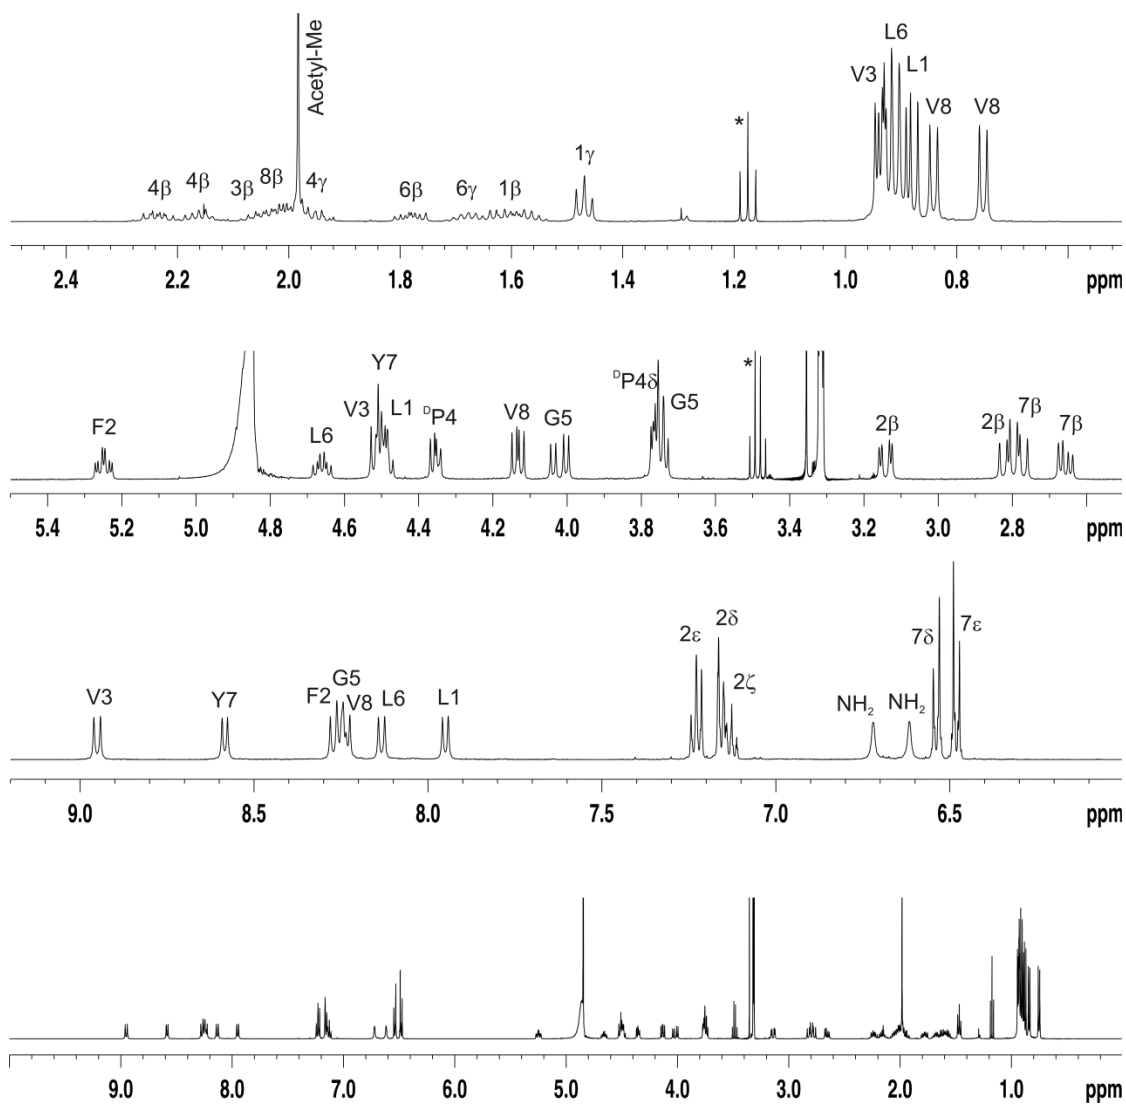 L6
V3 L1
Acetyl-Me
* V8 V8
4β 4β 3β 8β 4γ 6β 6γ 1β 1γ
2.4 2.2 2.0 1.8 1.6 1.4 1.2 1.0 0.8 ppm
Y7 ᴰP4δ *
F2 L6 V3 L1 ᴰP4 V8 G5 G5 2β 2β 7β 7β
5.4 5.2 5.0 4.8 4.6 4.4 4.2 4.0 3.8 3.6 3.4 3.2 3.0 2.8 ppm
2ε 2δ 7δ 7ε
V3 Y7 F2 G5 V8 L6 L1 2ζ NH₂ NH₂
9.0 8.5 8.0 7.5 7.0 6.5 ppm
9.0 8.0 7.0 6.0 5.0 4.0 3.0 2.0 1.0 ppm